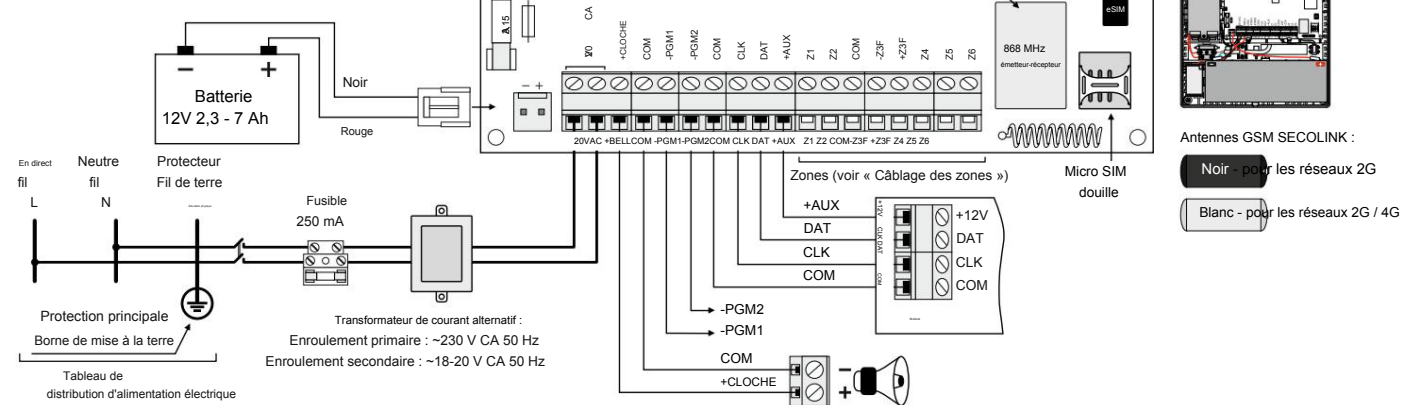 A 15
20
CA
+CLOCHE
COM
-PGM1
-PGM2
COM
CLK
DAT
+AUX
Z1
Z2
COM
-Z3F
+Z3F
Z4
Z5
Z6
868 MHz
émetteur-récepteur
eSIM
Batterie
12V 2,3 - 7 Ah
Noir
Rouge
- +
20VAC +BELLCOM -PGM1-PGM2COM CLK DAT +AUX Z1 Z2 COM-Z3F +Z3F Z4 Z5 Z6
Zones (voir « Câblage des zones »)
Micro SIM
douille
Antennes GSM SECOLINK :
Noir - pour les réseaux 2G
Blanc - pour les réseaux 2G / 4G
En direct
fil
L
Neutre
fil
N
Protecteur
Fil de terre
Fusible
250 mA
+AUX
DAT
CLK
COM
+12V
CLK DAT
COM
+12V
DAT
CLK
COM
-PGM2
-PGM1
COM
+CLOCHE
-
+
Protection principale
Borne de mise à la terre
Tableau de
distribution d'alimentation électrique
Transformateur de courant alternatif :
Enroulement primaire : ~230 V CA 50 Hz
Enroulement secondaire : ~18-20 V CA 50 Hz